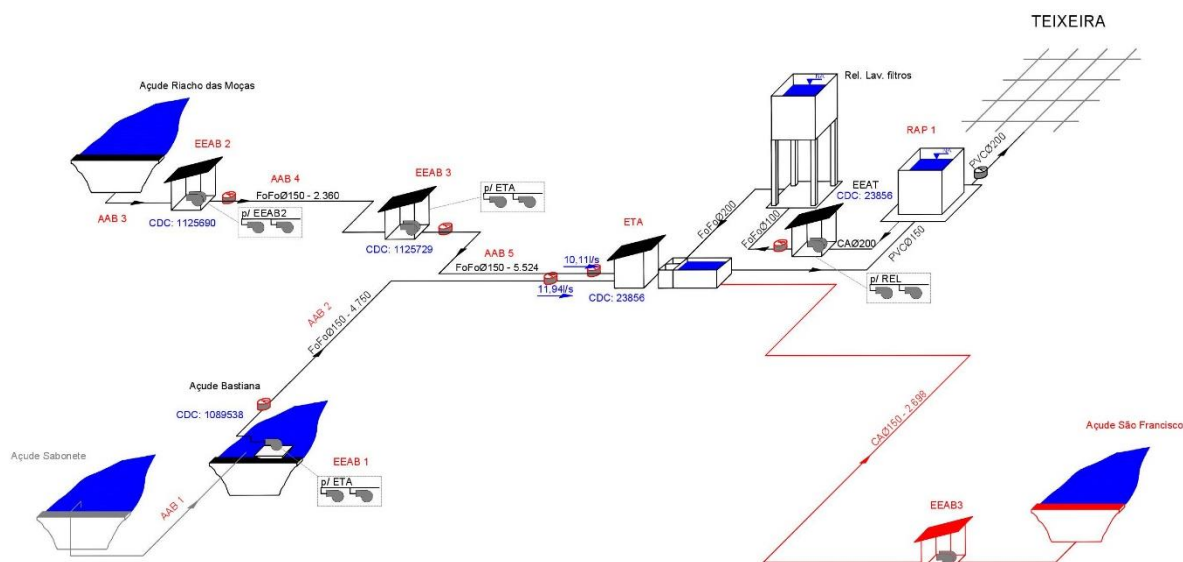 TEIXEIRA
Açude Riacho das Moças
Rel. Lav. filtros
RAP 1
PVCØ200
EEAB 2
AAB 4
FoFoØ150 - 2.360
AAB 3
CDC: 1125690
p/ EEAB2
EEAB 3
p/ ETA
CDC: 1125729
AAB 5
FoFoØ150 - 5.524
EEAT
CDC: 23856
FoFoØ200
FoFoØ100
CAØ200
PVCØ150
p/ REL
ETA
10,11l/s
11,94l/s
CDC: 23856
AAB 2
FoFoØ150 - 4.750
Açude Bastiana
CDC: 1089538
EEAB 1
p/ ETA
Açude Sabonete
AAB 1
CAØ150 - 2.698
Açude São Francisco
EEAB3